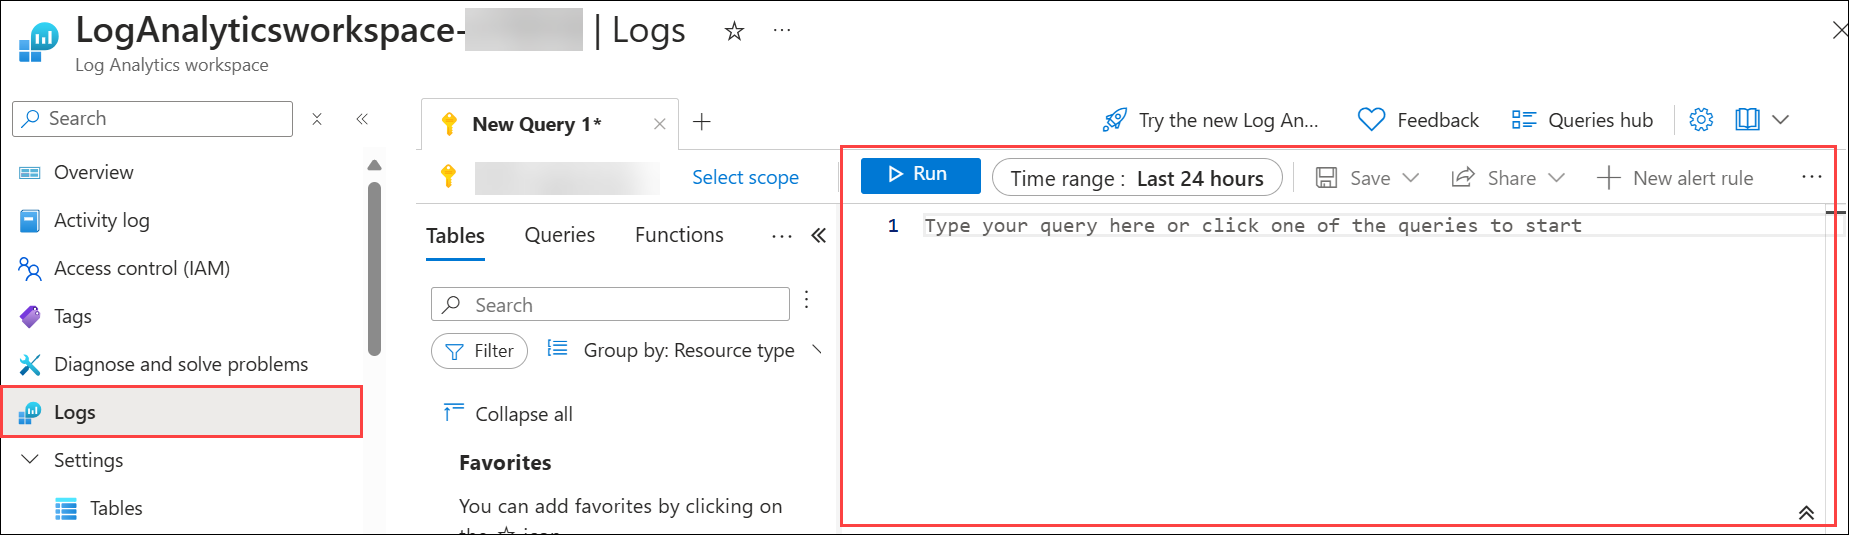 LogAnalyticsworkspace- | Logs
Log Analytics workspace
Search
Overview
Activity log
Access control (IAM)
Tags
Diagnose and solve problems
Logs
Settings
Tables
New Query 1*
Try the new Log An...
Feedback
Queries hub
Select scope
Run
Time range : Last 24 hours
Save
Share
New alert rule
Tables
Queries
Functions
Search
Filter
Group by: Resource type
Collapse all
Favorites
You can add favorites by clicking on
the ☆ icon
1 Type your query here or click one of the queries to start